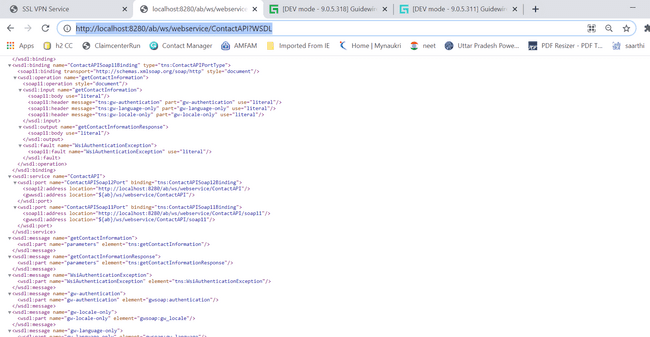 SSL VPN Service
localhost:8280/ab/ws/webservice
[DEV mode - 9.0.5.318] Guidewir
[DEV mode - 9.0.5.311] Guidewir
http://localhost:8280/ab/ws/webservice/ContactAPI?WSDL
Apps
h2 CC
ClaimcenterRun
Contact Manager
AMFAM
Imported From IE
Home | Mynaukri
neet
Uttar Pradesh Power...
PDF Resizer - PDF T...
saarthi
</wsdl:binding>
▼<wsdl:binding name="ContactAPISoap11Binding" type="tns:ContactAPIPortType">
<soap11:binding transport="http://schemas.xmlsoap.org/soap/http" style="document"/>
▼<wsdl:operation name="getContactInformation">
<soap11:operation style="document"/>
▼<wsdl:input name="getContactInformation">
<soap11:body use="literal"/>
<soap11:header message="tns:gw-authentication" part="gw-authentication" use="literal"/>
<soap11:header message="tns:gw-language-only" part="gw-language-only" use="literal"/>
<soap11:header message="tns:gw-locale-only" part="gw-locale-only" use="literal"/>
</wsdl:input>
▼<wsdl:output name="getContactInformationResponse">
<soap11:body use="literal"/>
</wsdl:output>
▼<wsdl:fault name="WsiAuthenticationException">
<soap11:fault name="WsiAuthenticationException" use="literal"/>
</wsdl:fault>
</wsdl:operation>
</wsdl:binding>
▼<wsdl:service name="ContactAPI">
▼<wsdl:port name="ContactAPISoap12Port" binding="tns:ContactAPISoap12Binding">
<soap12:address location="http://localhost:8280/ab/ws/webservice/ContactAPI"/>
<gwwsdl:address location="${ab}/ws/webservice/ContactAPI"/>
</wsdl:port>
▼<wsdl:port name="ContactAPISoap11Port" binding="tns:ContactAPISoap11Binding">
<soap11:address location="http://localhost:8280/ab/ws/webservice/ContactAPI/soap11"/>
<gwwsdl:address location="${ab}/ws/webservice/ContactAPI/soap11"/>
</wsdl:port>
</wsdl:service>
▼<wsdl:message name="getContactInformation">
<wsdl:part name="parameters" element="tns:getContactInformation"/>
</wsdl:message>
▼<wsdl:message name="getContactInformationResponse">
<wsdl:part name="parameters" element="tns:getContactInformationResponse"/>
</wsdl:message>
▼<wsdl:message name="WsiAuthenticationException">
<wsdl:part name="WsiAuthenticationException" element="tns:WsiAuthenticationException"/>
</wsdl:message>
▼<wsdl:message name="gw-authentication">
<wsdl:part name="gw-authentication" element="gwsoap:authentication"/>
</wsdl:message>
▼<wsdl:message name="gw-locale-only">
<wsdl:part name="gw-locale-only" element="gwsoap:gw_locale"/>
</wsdl:message>
▼<wsdl:message name="gw-language-only">